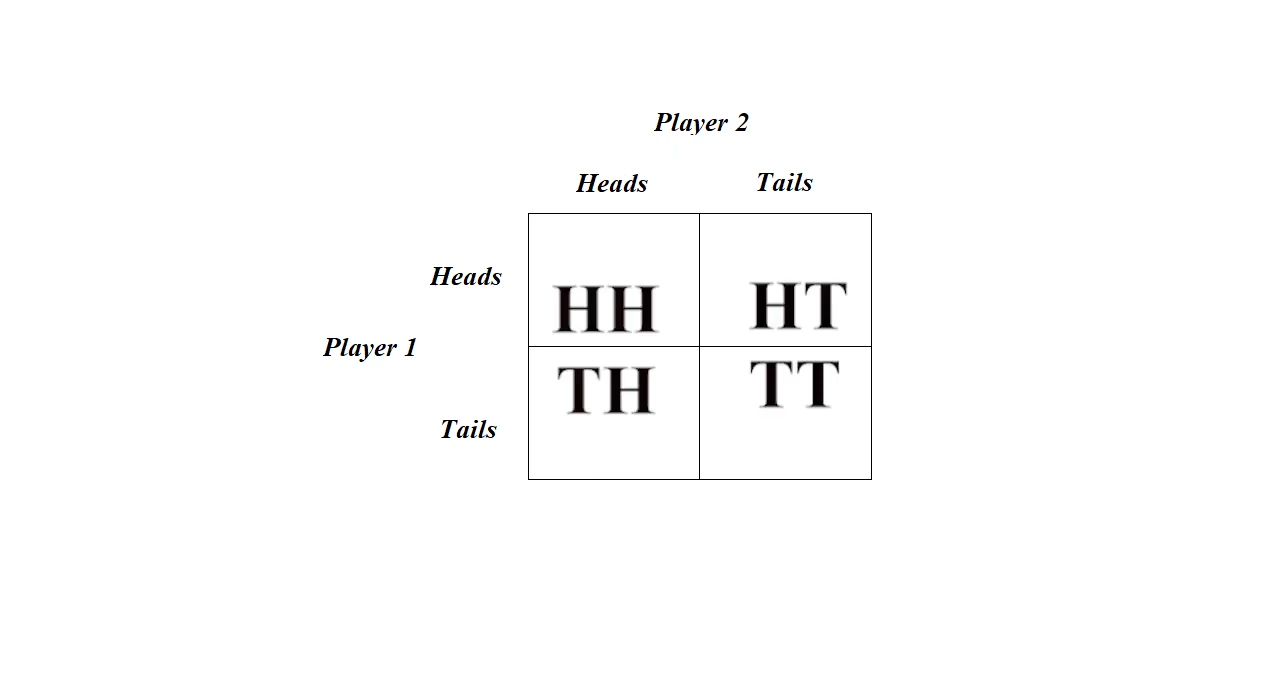 Player 2
Heads Tails
Heads
HH HT
Player 1
TH TT
Tails